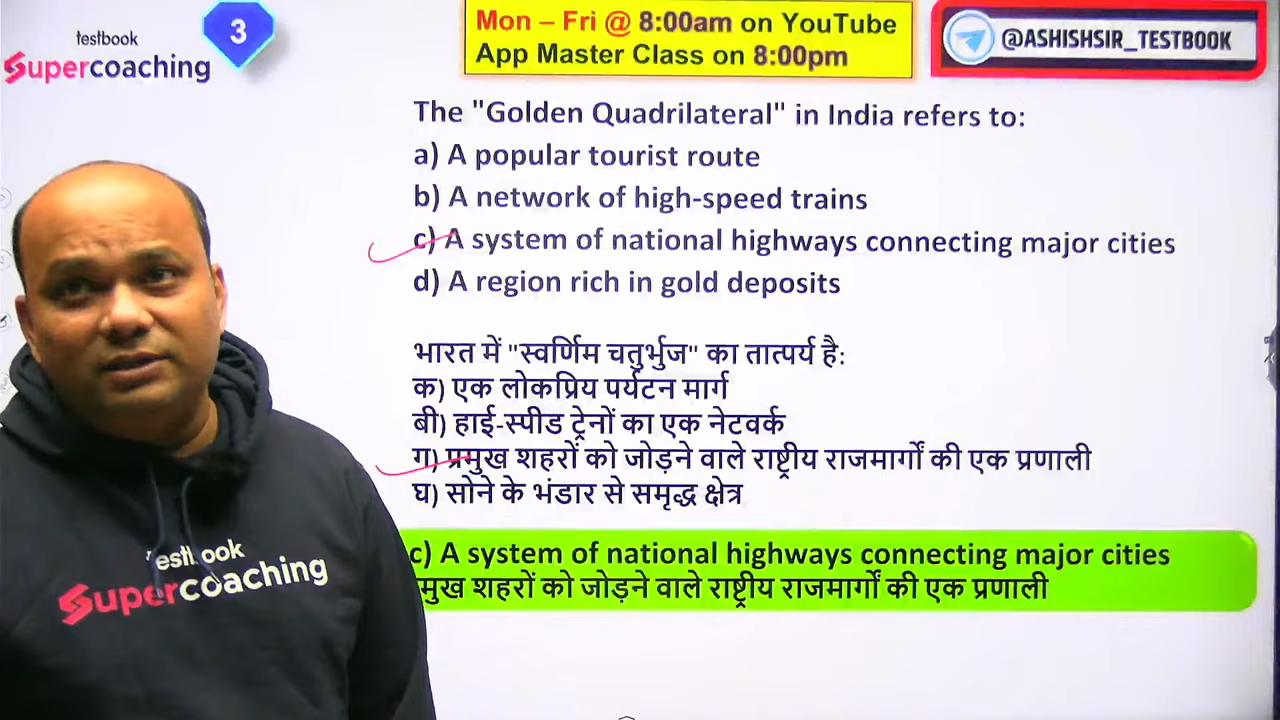 testbook
Supercoaching
3
Mon – Fri @ 8:00am on YouTube
App Master Class on 8:00pm
@ASHISHSIR_TESTBOOK
The "Golden Quadrilateral" in India refers to:
a) A popular tourist route
b) A network of high-speed trains
c) A system of national highways connecting major cities
d) A region rich in gold deposits
भारत में "स्वर्णिम चतुर्भुज" का तात्पर्य है:
क) एक लोकप्रिय पर्यटन मार्ग
बी) हाई-स्पीड ट्रेनों का एक नेटवर्क
ग) प्रमुख शहरों को जोड़ने वाले राष्ट्रीय राजमार्गों की एक प्रणाली
घ) सोने के भंडार से समृद्ध क्षेत्र
c) A system of national highways connecting major cities
मुख शहरों को जोड़ने वाले राष्ट्रीय राजमार्गों की एक प्रणाली
testbook
Supercoaching